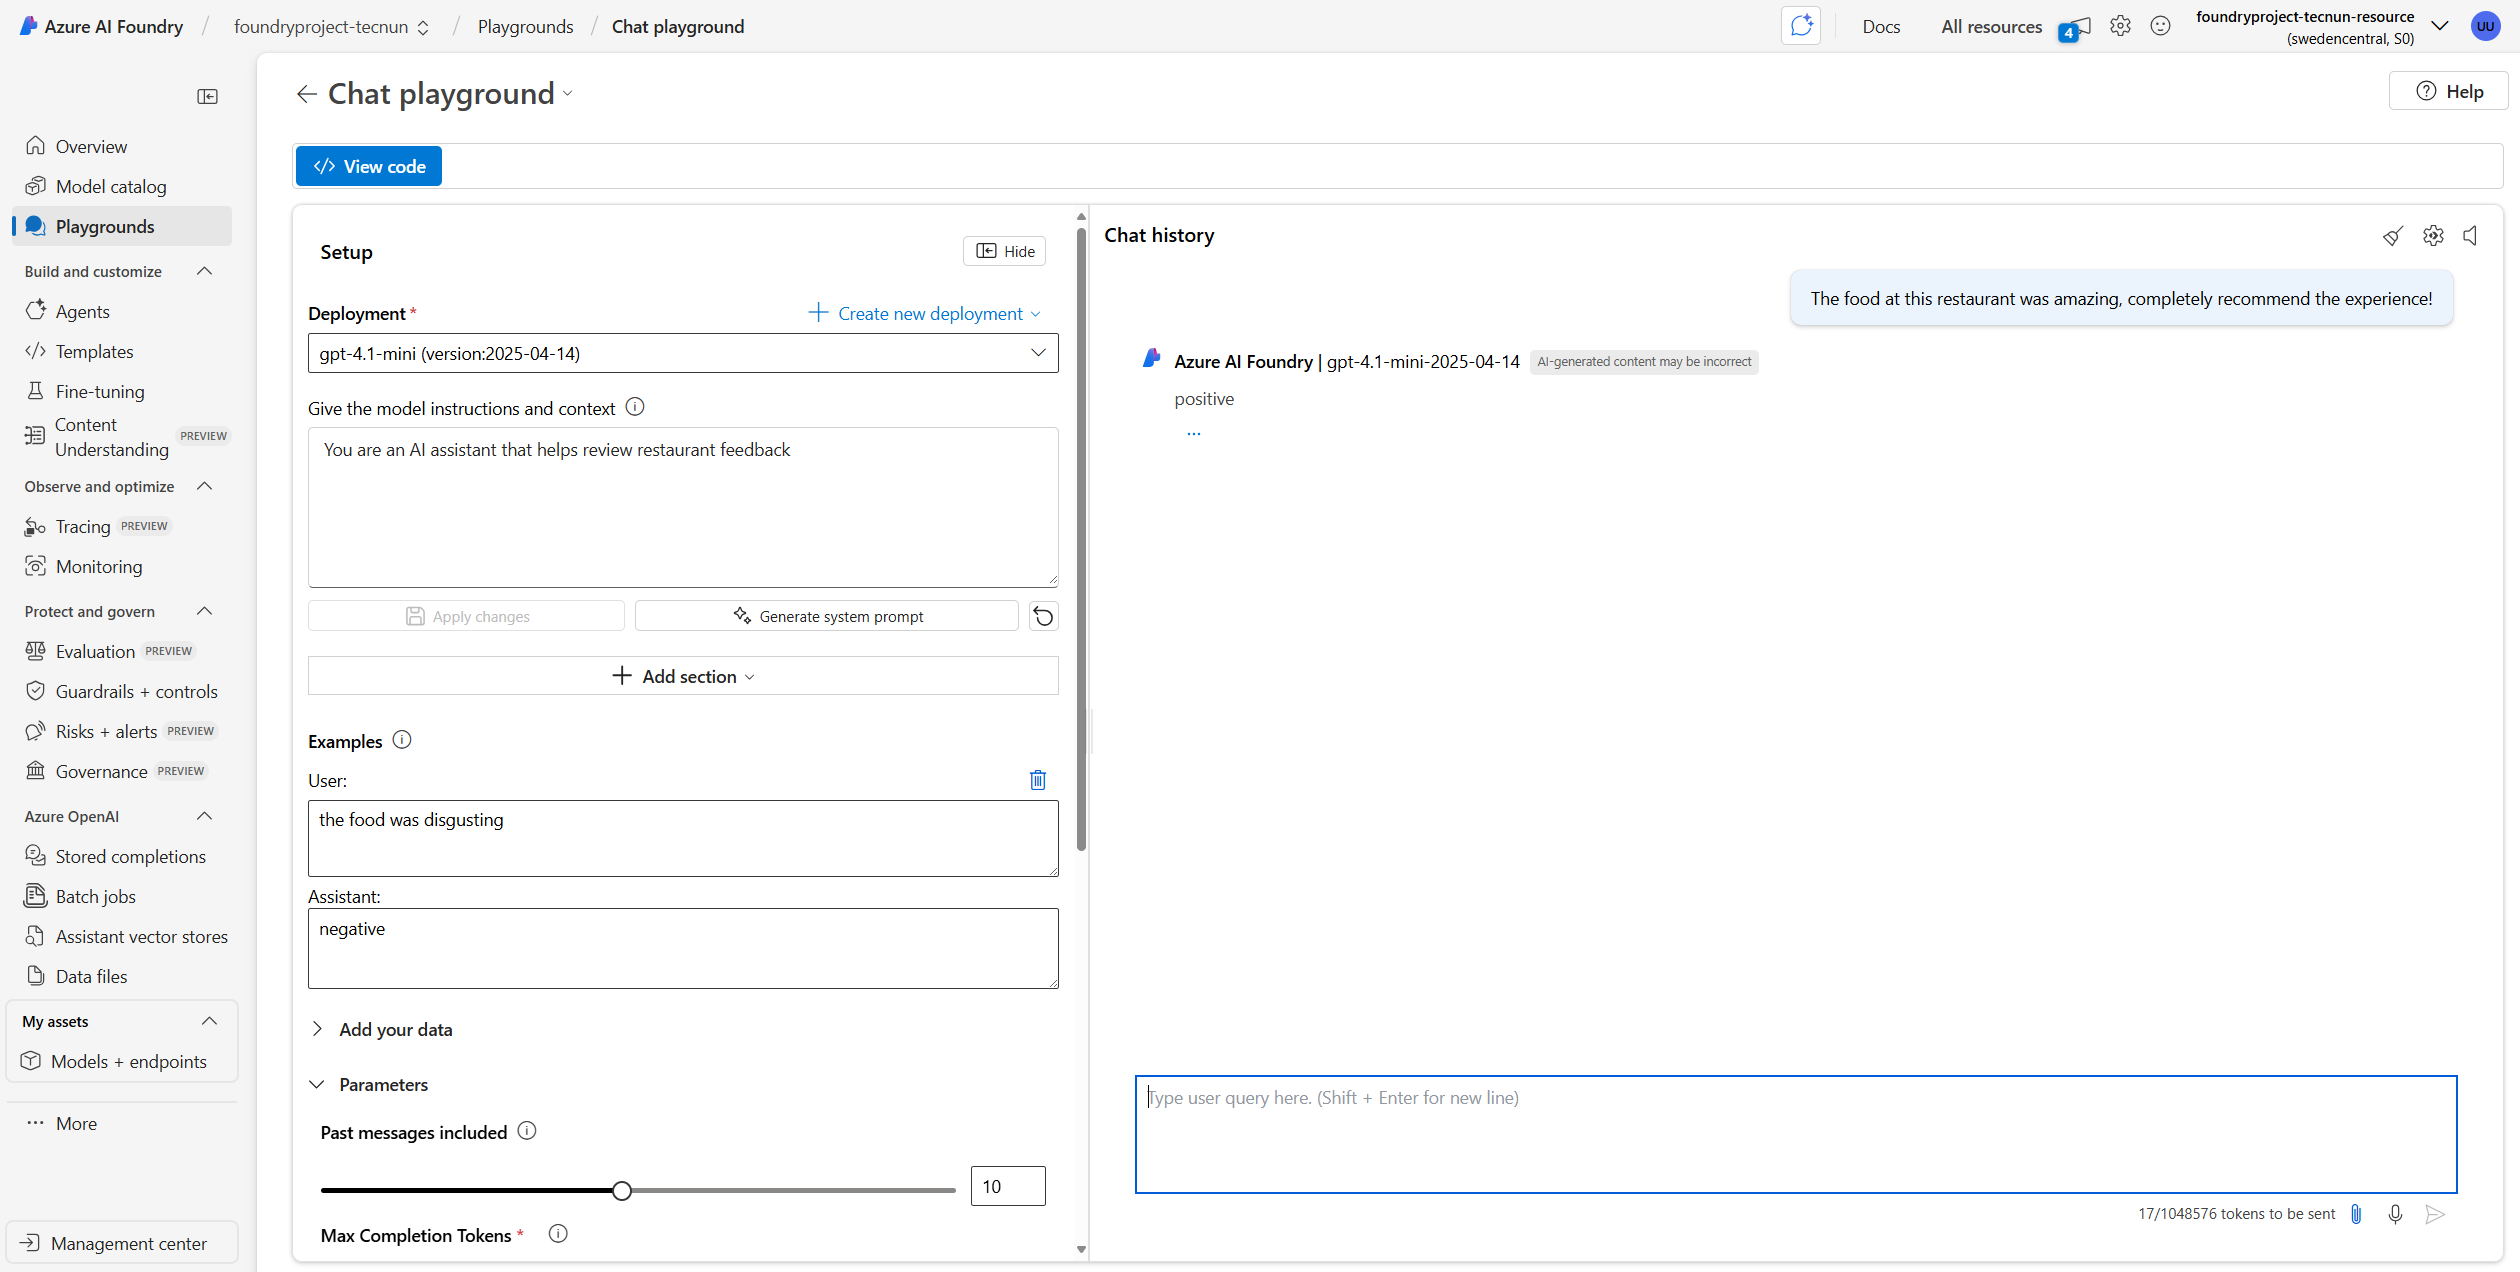 Azure AI Foundry / foundryproject-tecnun / Playgrounds / Chat playground
Docs
All resources
4
foundryproject-tecnun-resource
(swedencentral, S0)
UU
Chat playground
Help
View code
Overview
Model catalog
Playgrounds
Build and customize
Agents
Templates
Fine-tuning
Content
Understanding
PREVIEW
Observe and optimize
Tracing PREVIEW
Monitoring
Protect and govern
Evaluation PREVIEW
Guardrails + controls
Risks + alerts PREVIEW
Governance PREVIEW
Azure OpenAI
Stored completions
Batch jobs
Assistant vector stores
Data files
My assets
Models + endpoints
··· More
Management center
Setup
Hide
Deployment *
Create new deployment
gpt-4.1-mini (version:2025-04-14)
Give the model instructions and context
You are an AI assistant that helps review restaurant feedback
Apply changes
Generate system prompt
Add section
Examples
User:
the food was disgusting
Assistant:
negative
Add your data
Parameters
Past messages included
10
Max Completion Tokens *
Chat history
The food at this restaurant was amazing, completely recommend the experience!
Azure AI Foundry | gpt-4.1-mini-2025-04-14 AI-generated content may be incorrect
positive
...
Type user query here. (Shift + Enter for new line)
17/1048576 tokens to be sent